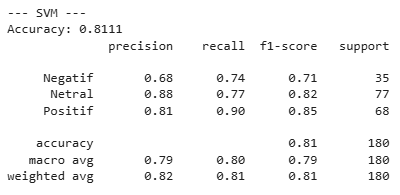 --- SVM ---
Accuracy: 0.8111
precision recall f1-score support
Negatif 0.68 0.74 0.71 35
Netral 0.88 0.77 0.82 77
Positif 0.81 0.90 0.85 68
accuracy 0.81 180
macro avg 0.79 0.80 0.79 180
weighted avg 0.82 0.81 0.81 180